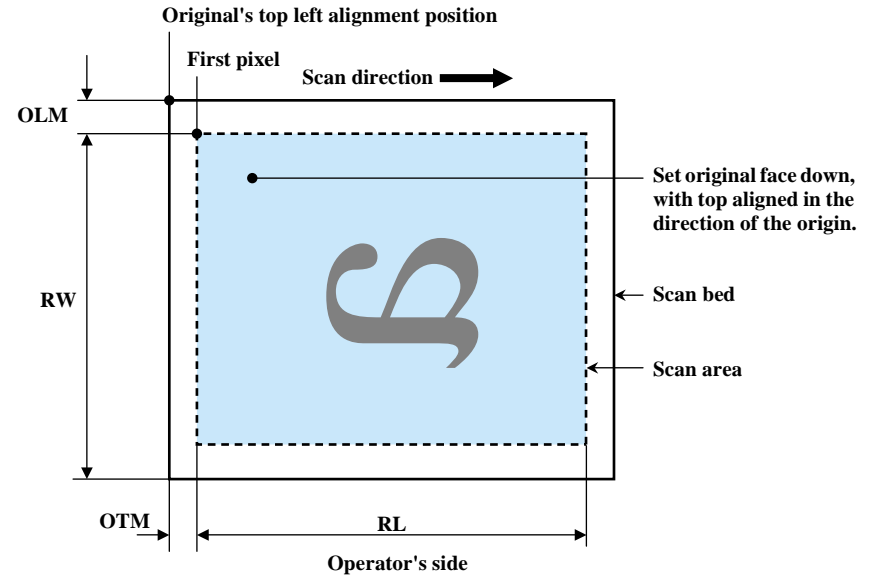 Original's top left alignment position
First pixel
Scan direction
OLM
Set original face down,
with top aligned in the
direction of the origin.
RW
Scan bed
Scan area
a
OTM
RL
Operator's side